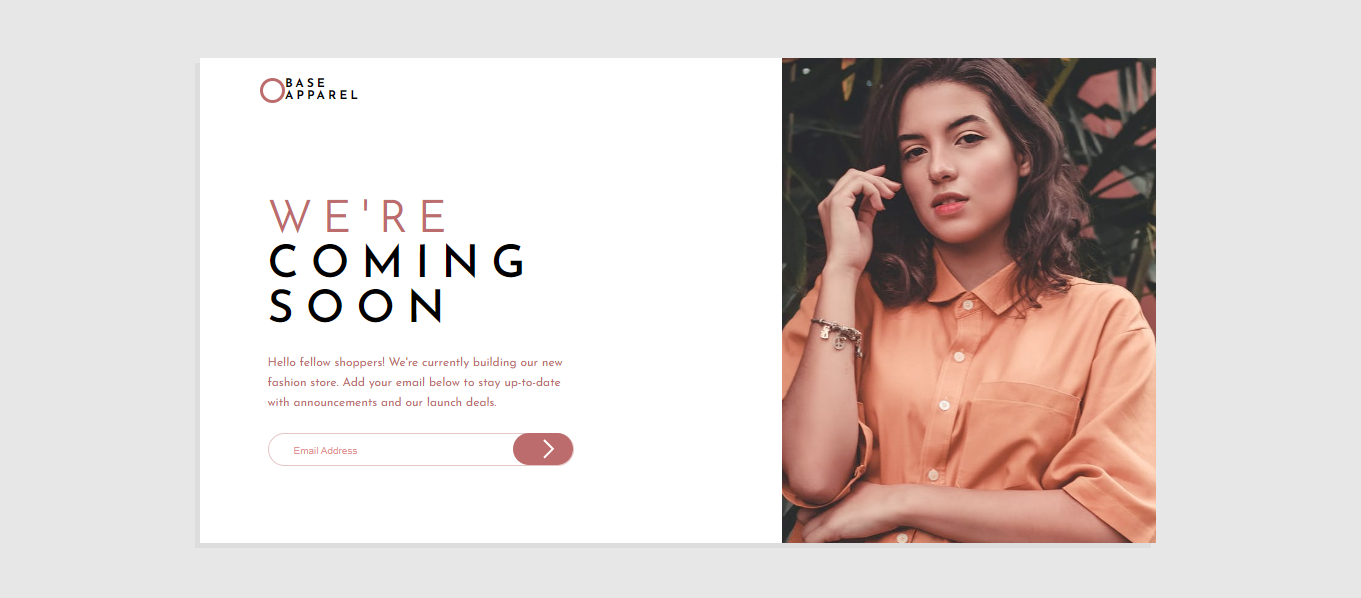 BASE
APPAREL
WE'RE
COMING
SOON
Hello fellow shoppers! We're currently building our new
fashion store. Add your email below to stay up-to-date
with announcements and our launch deals.
Email Address